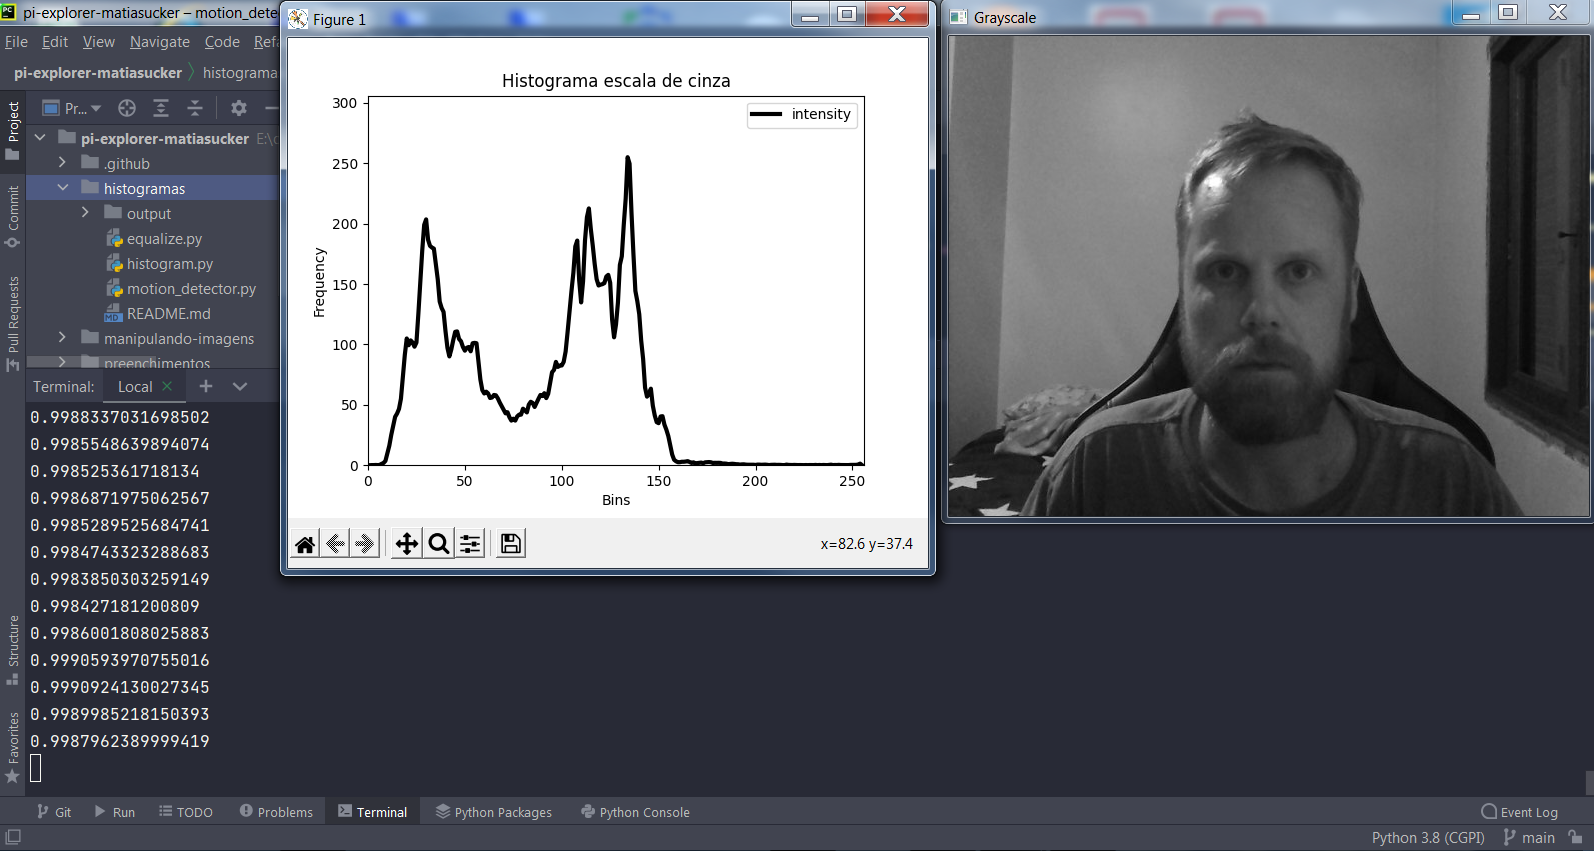 pi-explorer-matiasucker – motion_dete
File Edit View Navigate Code Refa
pi-explorer-matiasucker histograma
Project
Pr...
pi-explorer-matiasucker
.github
histogramas
output
equalize.py
histogram.py
motion_detector.py
README.md
manipulando-imagens
preenchimentos
Commit
Pull Requests
Structure
Favorites
Terminal: Local
0.9988337031698502
0.9985548639894074
0.998525361718134
0.9986871975062567
0.9985289525684741
0.9984743323288683
0.9983850303259149
0.998427181200809
0.9986001808025883
0.9990593970755016
0.9990924130027345
0.9989985218150393
0.9987962389999419
Figure 1
Histograma escala de cinza
intensity
300
250
200
150
100
50
0
Frequency
0 50 100 150 200 250
Bins
x=82.6 y=37.4
Grayscale
Git Run TODO Problems Terminal Python Packages Python Console Event Log
Python 3.8 (CGPI) main